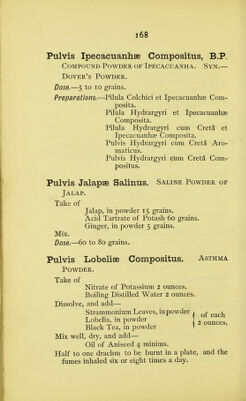 168
Pulvis Ipecacuanhæ Compositus, B.P.
COMPOUND POWDER OF IPECACUANHA. SYN.—
DOVER'S POWDER.
Dose.—5 to 10 grains.
Preparations.—Pilula Colchici et Ipecacuanhæ Com-
posita.
Pilula Hydrargyri et Ipecacuanhæ
Composita.
Pilula Hydrargyri cum Cretâ et
Ipecacuanhæ Composita.
Pulvis Hydrargyri cum Cretâ Aro-
maticus.
Pulvis Hydrargyri cum Cretâ Com-
positus.
Pulvis Jalapæ Salinus. SALINE POWDER OF
JALAP.
Take of
Jalap, in powder 15 grains.
Acid Tartrate of Potash 60 grains.
Ginger, in powder 5 grains.
Mix.
Dose.—60 to 80 grains.
Pulvis Lobeliæ Compositus. ASTHMA
POWDER.
Take of
Nitrate of Potassium 2 ounces.
Boiling Distilled Water 2 ounces.
Dissolve, and add—
Strammonium Leaves, in powder } of each
Lobelia, in powder
Black Tea, in powder } 2 ounces.
Mix well, dry, and add—
Oil of Aniseed 4 minims.
Half to one drachm to be burnt in a plate, and the
fumes inhaled six or eight times a day.